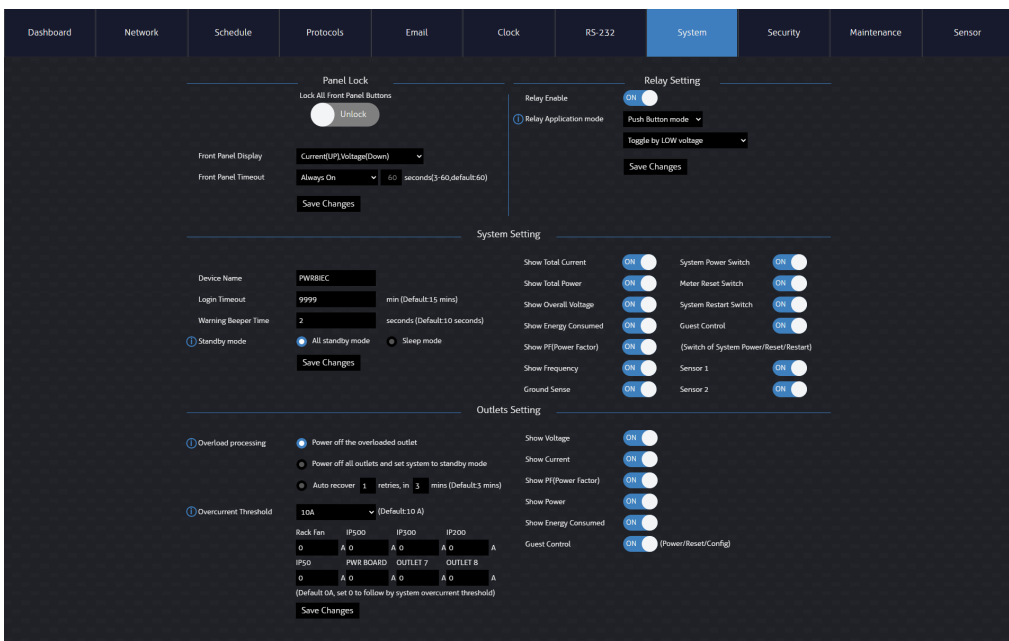 Dashboard Network Schedule Protocols Email Clock RS-232 System Security Maintenance Sensor
Panel Lock
Lock All Front Panel Buttons
Unlock
Front Panel Display Current(UP),Voltage(Down)
Front Panel Timeout Always On 60 seconds(3-60,default:60)
Save Changes
Relay Setting
Relay Enable ON
Relay Application mode Push Button mode
Toggle by LOW voltage
Save Changes
System Setting
Device Name PWR8IEC
Login Timeout 9999 min (Default:15 mins)
Warning Beeper Time 2 seconds (Default:10 seconds)
Standby mode All standby mode Sleep mode
Save Changes
Show Total Current ON System Power Switch ON
Show Total Power ON Meter Reset Switch ON
Show Overall Voltage ON System Restart Switch ON
Show Energy Consumed ON Guest Control ON
Show PF(Power Factor) ON (Switch of System Power/Reset/Restart)
Show Frequency ON Sensor 1 ON
Ground Sense ON Sensor 2 ON
Outlets Setting
Overload processing Power off the overloaded outlet
Power off all outlets and set system to standby mode
Auto recover 1 retries, in 3 mins (Default:3 mins)
Overcurrent Threshold 10A (Default:10 A)
Rack Fan IP500 IP300 IP200
0 A 0 A 0 A 0 A
IP50 PWR BOARD OUTLET 7 OUTLET 8
0 A 0 A 0 A 0 A
(Default 0A, set 0 to follow by system overcurrent threshold)
Save Changes
Show Voltage ON
Show Current ON
Show PF(Power Factor) ON
Show Power ON
Show Energy Consumed ON
Guest Control ON (Power/Reset/Config)